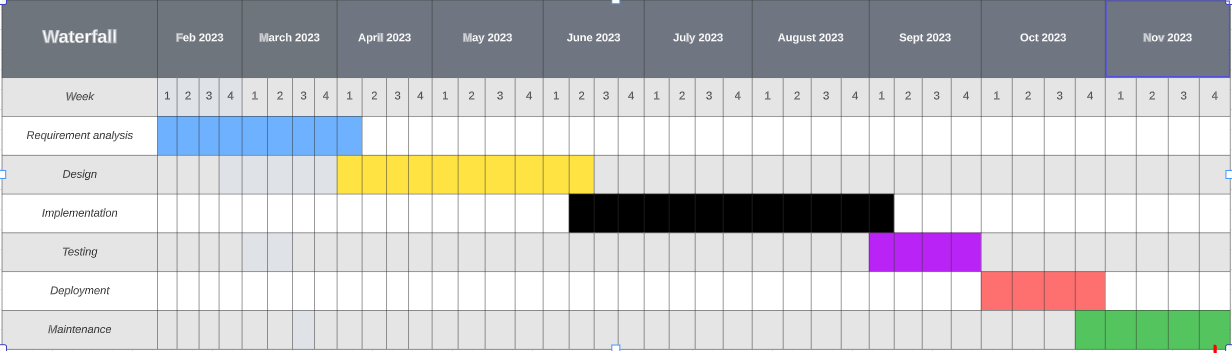 Waterfall Feb 2023 March 2023 April 2023 May 2023 June 2023 July 2023 August 2023 Sept 2023 Oct 2023 Nov 2023
Week 1 2 3 4 1 2 3 4 1 2 3 4 1 2 3 4 1 2 3 4 1 2 3 4 1 2 3 4 1 2 3 4 1 2 3 4 1 2 3 4
Requirement analysis
Design
Implementation
Testing
Deployment
Maintenance